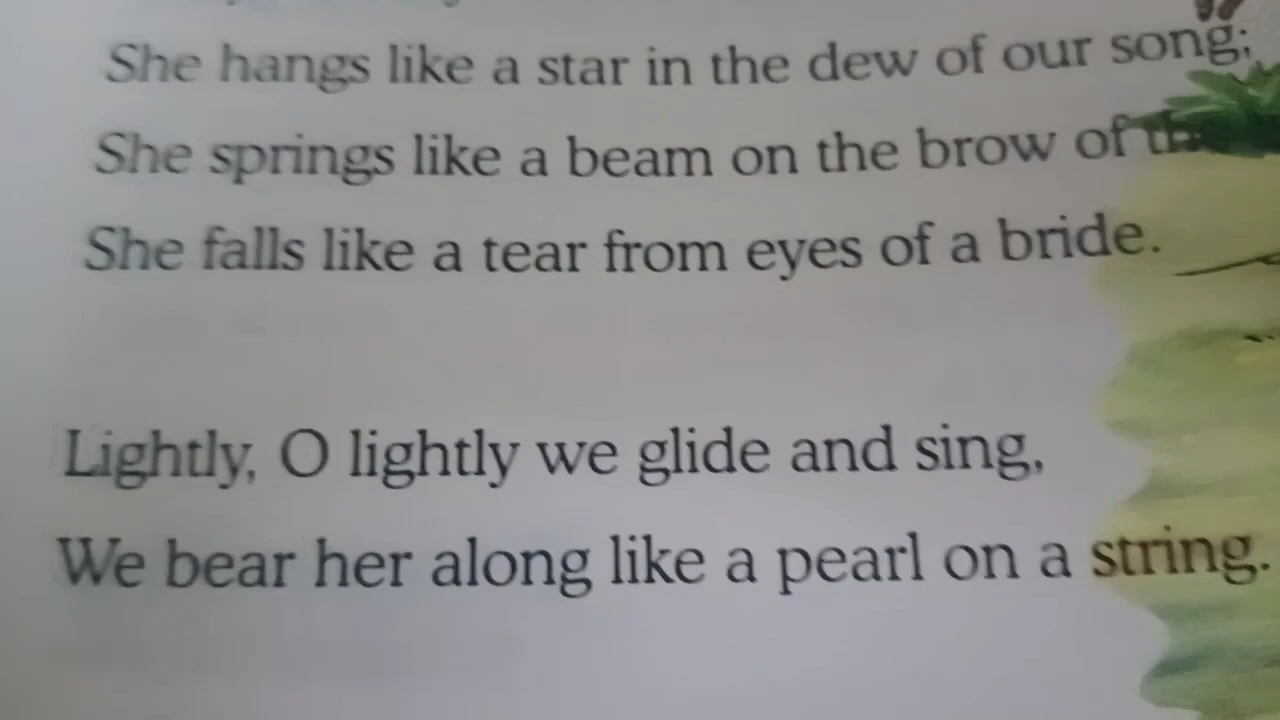 She hangs like a star in the dew of our song;
She springs like a beam on the brow of
She falls like a tear from eyes of a bride.
Lightly, O lightly we glide and sing,
We bear her along like a pearl on a string.